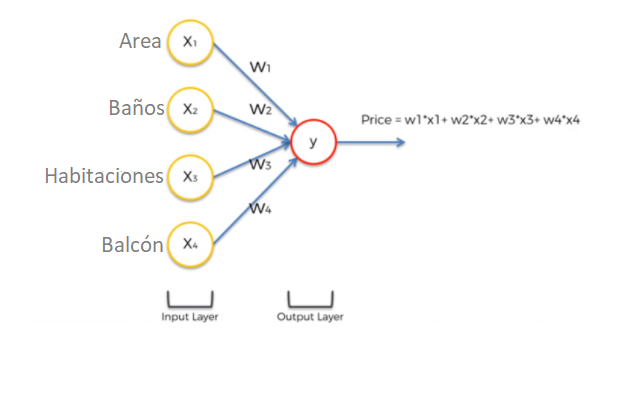 Area X1
W1
Baños X2
W2
Price = w1*x1+ w2*x2+ w3*x3+ w4*x4
y
Habitaciones X3
W3
W4
Balcón X4
Input Layer
Output Layer